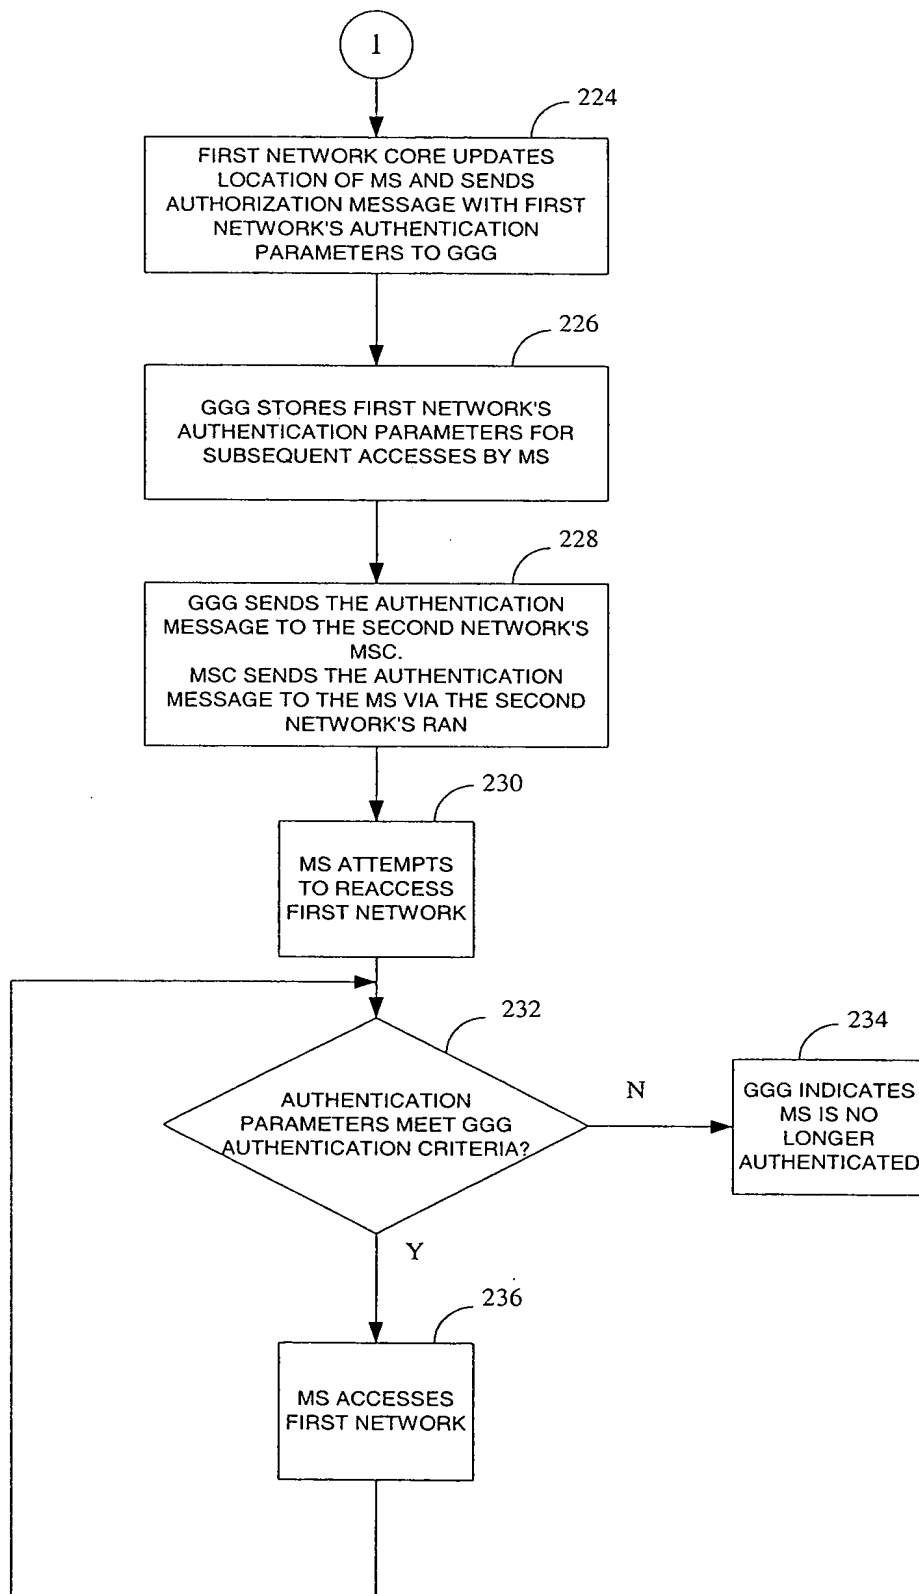 1
224
FIRST NETWORK CORE UPDATES
LOCATION OF MS AND SENDS
AUTHORIZATION MESSAGE WITH FIRST
NETWORK'S AUTHENTICATION
PARAMETERS TO GGG
226
GGG STORES FIRST NETWORK'S
AUTHENTICATION PARAMETERS FOR
SUBSEQUENT ACCESSES BY MS
228
GGG SENDS THE AUTHENTICATION
MESSAGE TO THE SECOND NETWORK'S
MSC.
MSC SENDS THE AUTHENTICATION
MESSAGE TO THE MS VIA THE SECOND
NETWORK'S RAN
230
MS ATTEMPTS
TO REACCESS
FIRST NETWORK
232
AUTHENTICATION
PARAMETERS MEET GGG
AUTHENTICATION CRITERIA?
N
234
GGG INDICATES
MS IS NO
LONGER
AUTHENTICATED
Y
236
MS ACCESSES
FIRST NETWORK